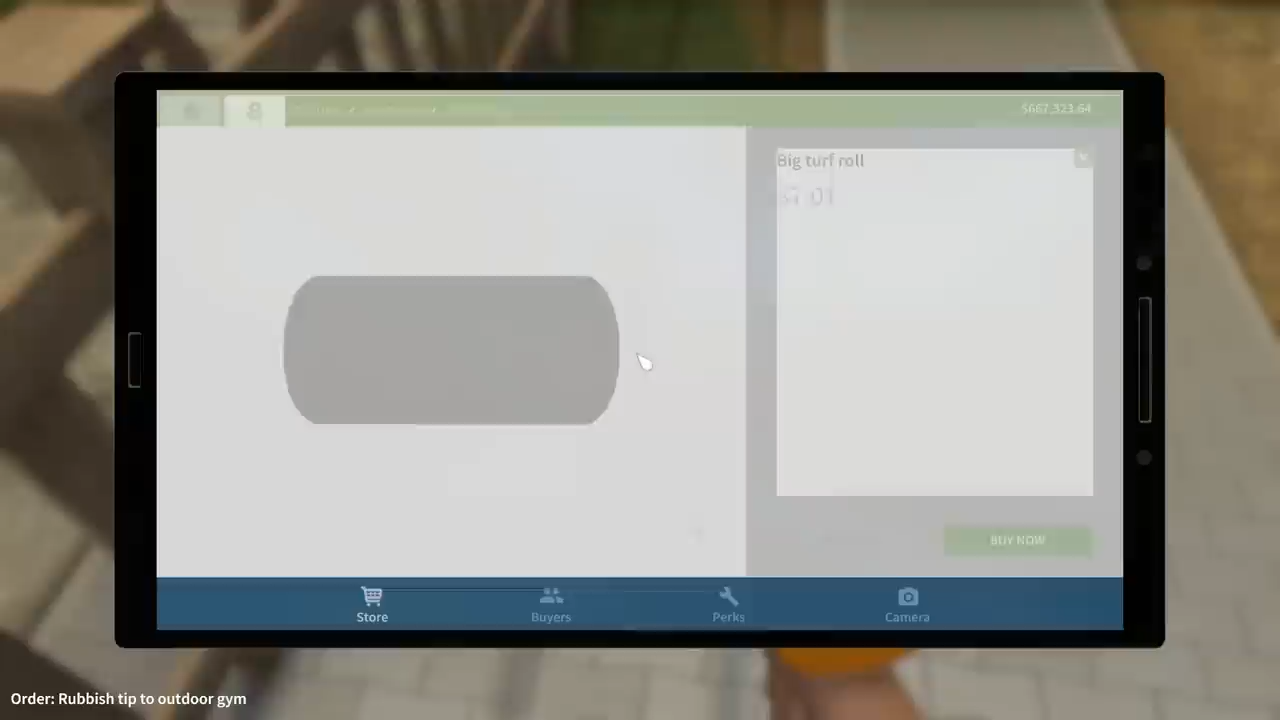 $667,323.64
Big turf roll
BUY NOW
Store
Buyers
Perks
Camera
Order: Rubbish tip to outdoor gym